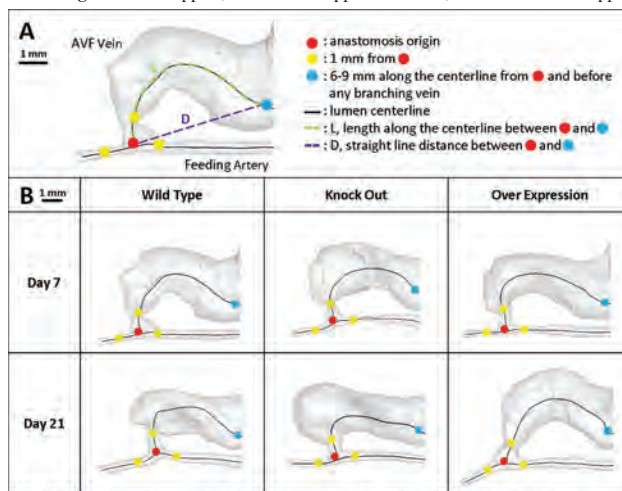 A
AVF Vein
1 mm
L
D
Feeding Artery
: anastomosis origin
: 1 mm from
: 6-9 mm along the centerline from and before
any branching vein
: lumen centerline
: L, length along the centerline between and
: D, straight line distance between and
B 1 mm
Wild Type Knock Out Over Expression
Day 7
Day 21